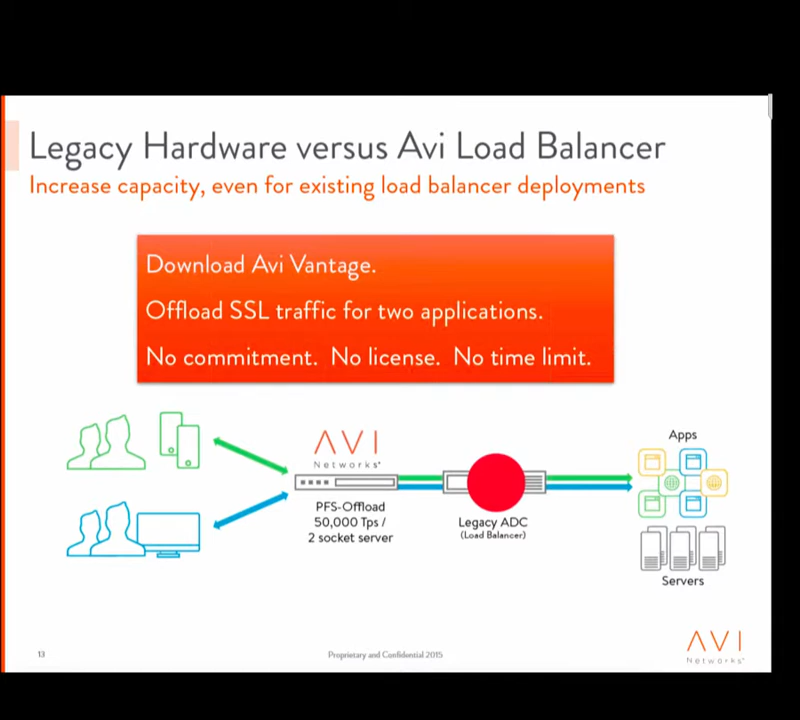 Legacy Hardware versus Avi Load Balancer
Increase capacity, even for existing load balancer deployments
Download Avi Vantage.
Offload SSL traffic for two applications.
No commitment. No license. No time limit.
AVI
Networks
PFS-Offload
50,000 Tps /
2 socket server
Legacy ADC
(Load Balancer)
Apps
Servers
13
Proprietary and Confidential 2015
AVI
Networks